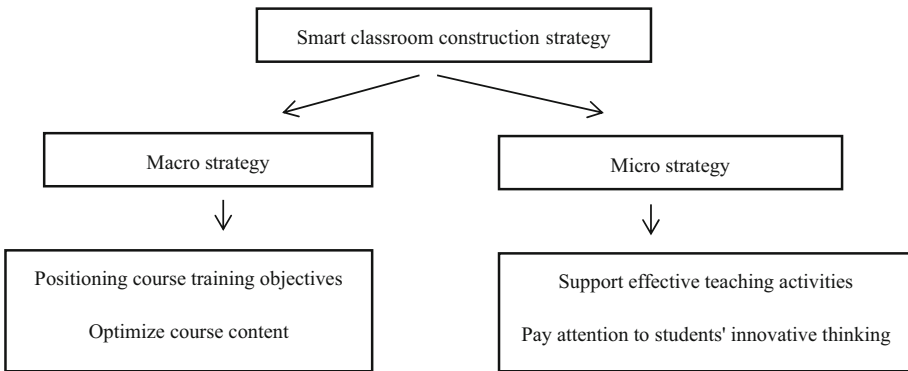 Smart classroom construction strategy
Macro strategy
Micro strategy
Positioning course training objectives
Optimize course content
Support effective teaching activities
Pay attention to students' innovative thinking